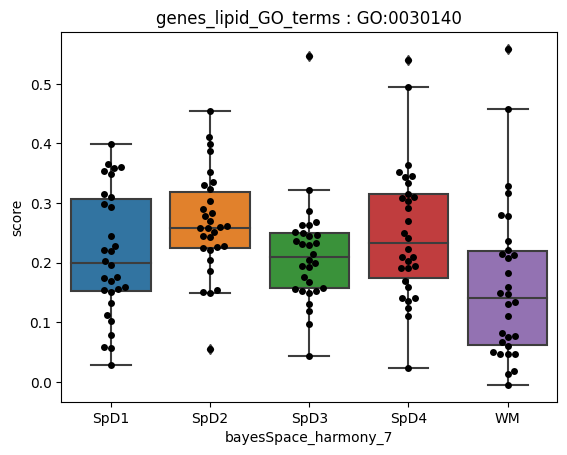 genes_lipid_GO_terms : GO:0030140
score
0.5
0.4
0.3
0.2
0.1
0.0
SpD1 SpD2 SpD3 SpD4 WM
bayesSpace_harmony_7